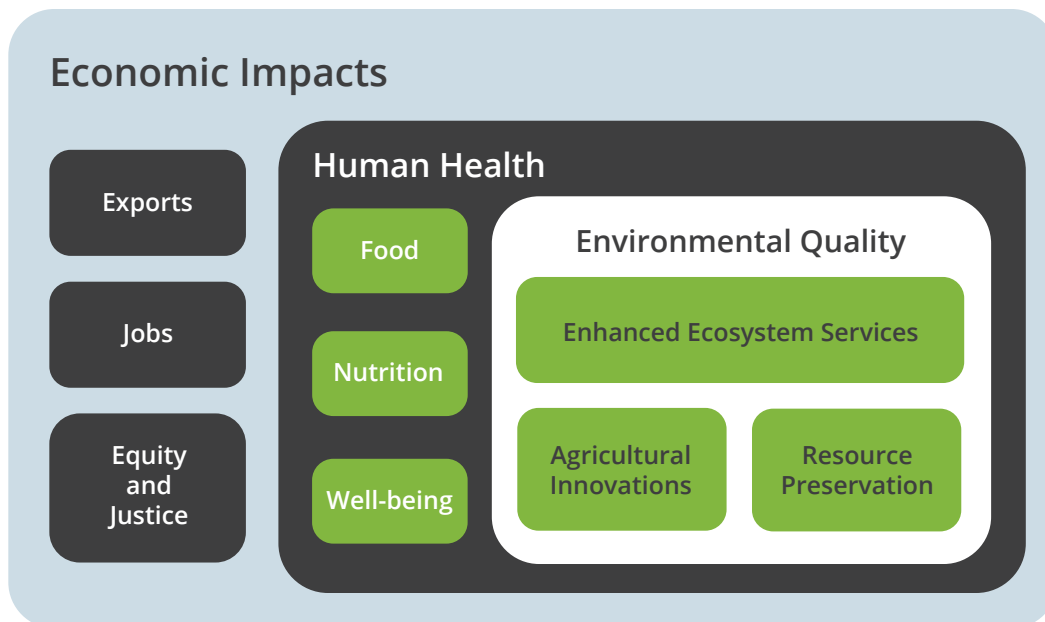 Economic Impacts
Exports
Jobs
Equity
and
Justice
Human Health
Food
Nutrition
Well-being
Environmental Quality
Enhanced Ecosystem Services
Agricultural
Innovations
Resource
Preservation